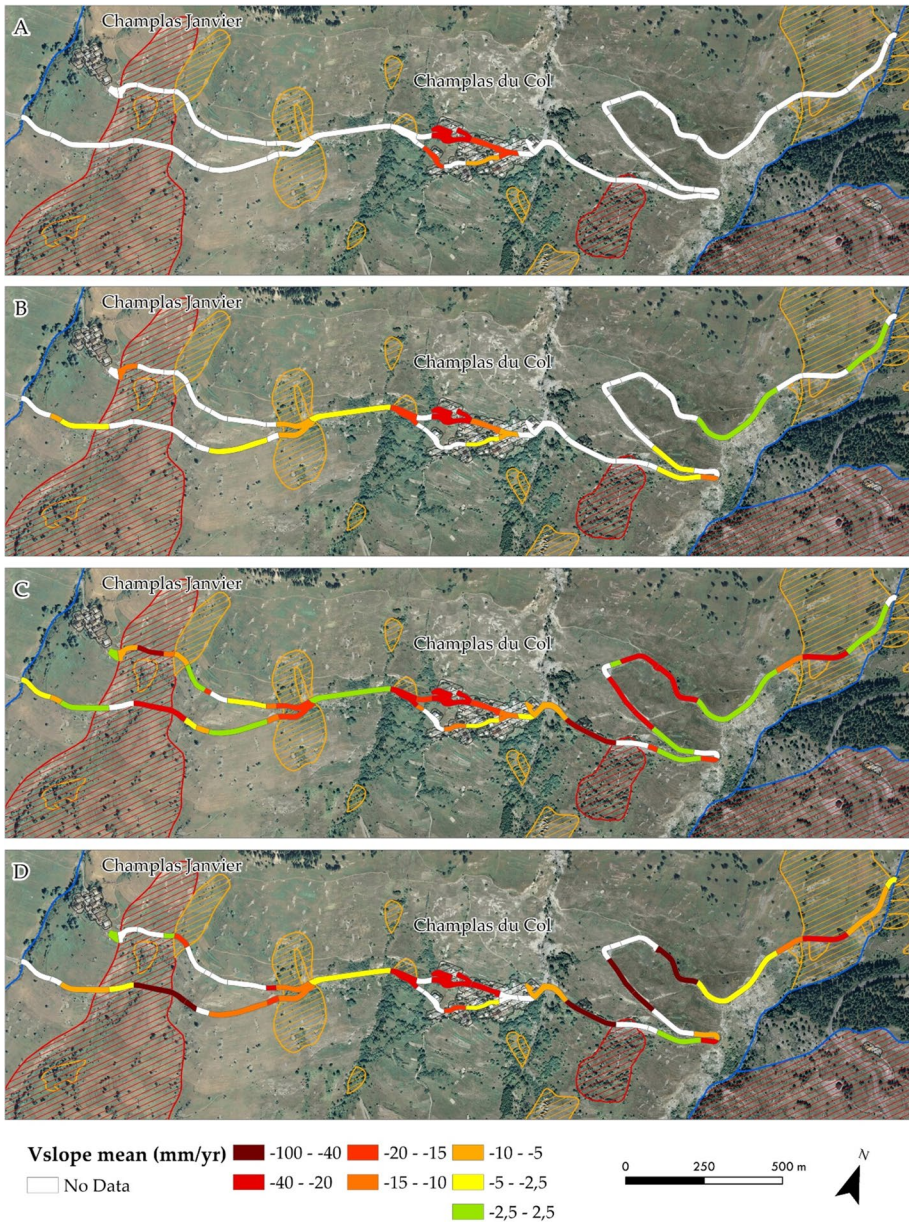 A
Champlas Janvier
Champlas du Col
B
Champlas Janvier
Champlas du Col
C
Champlas Janvier
Champlas du Col
D
Champlas Janvier
Champlas du Col
Vslope mean (mm/yr)
No Data
-100 - -40
-40 - -20
-20 - -15
-15 - -10
-10 - -5
-5 - -2,5
-2,5 - 2,5
0 250 500 m
N